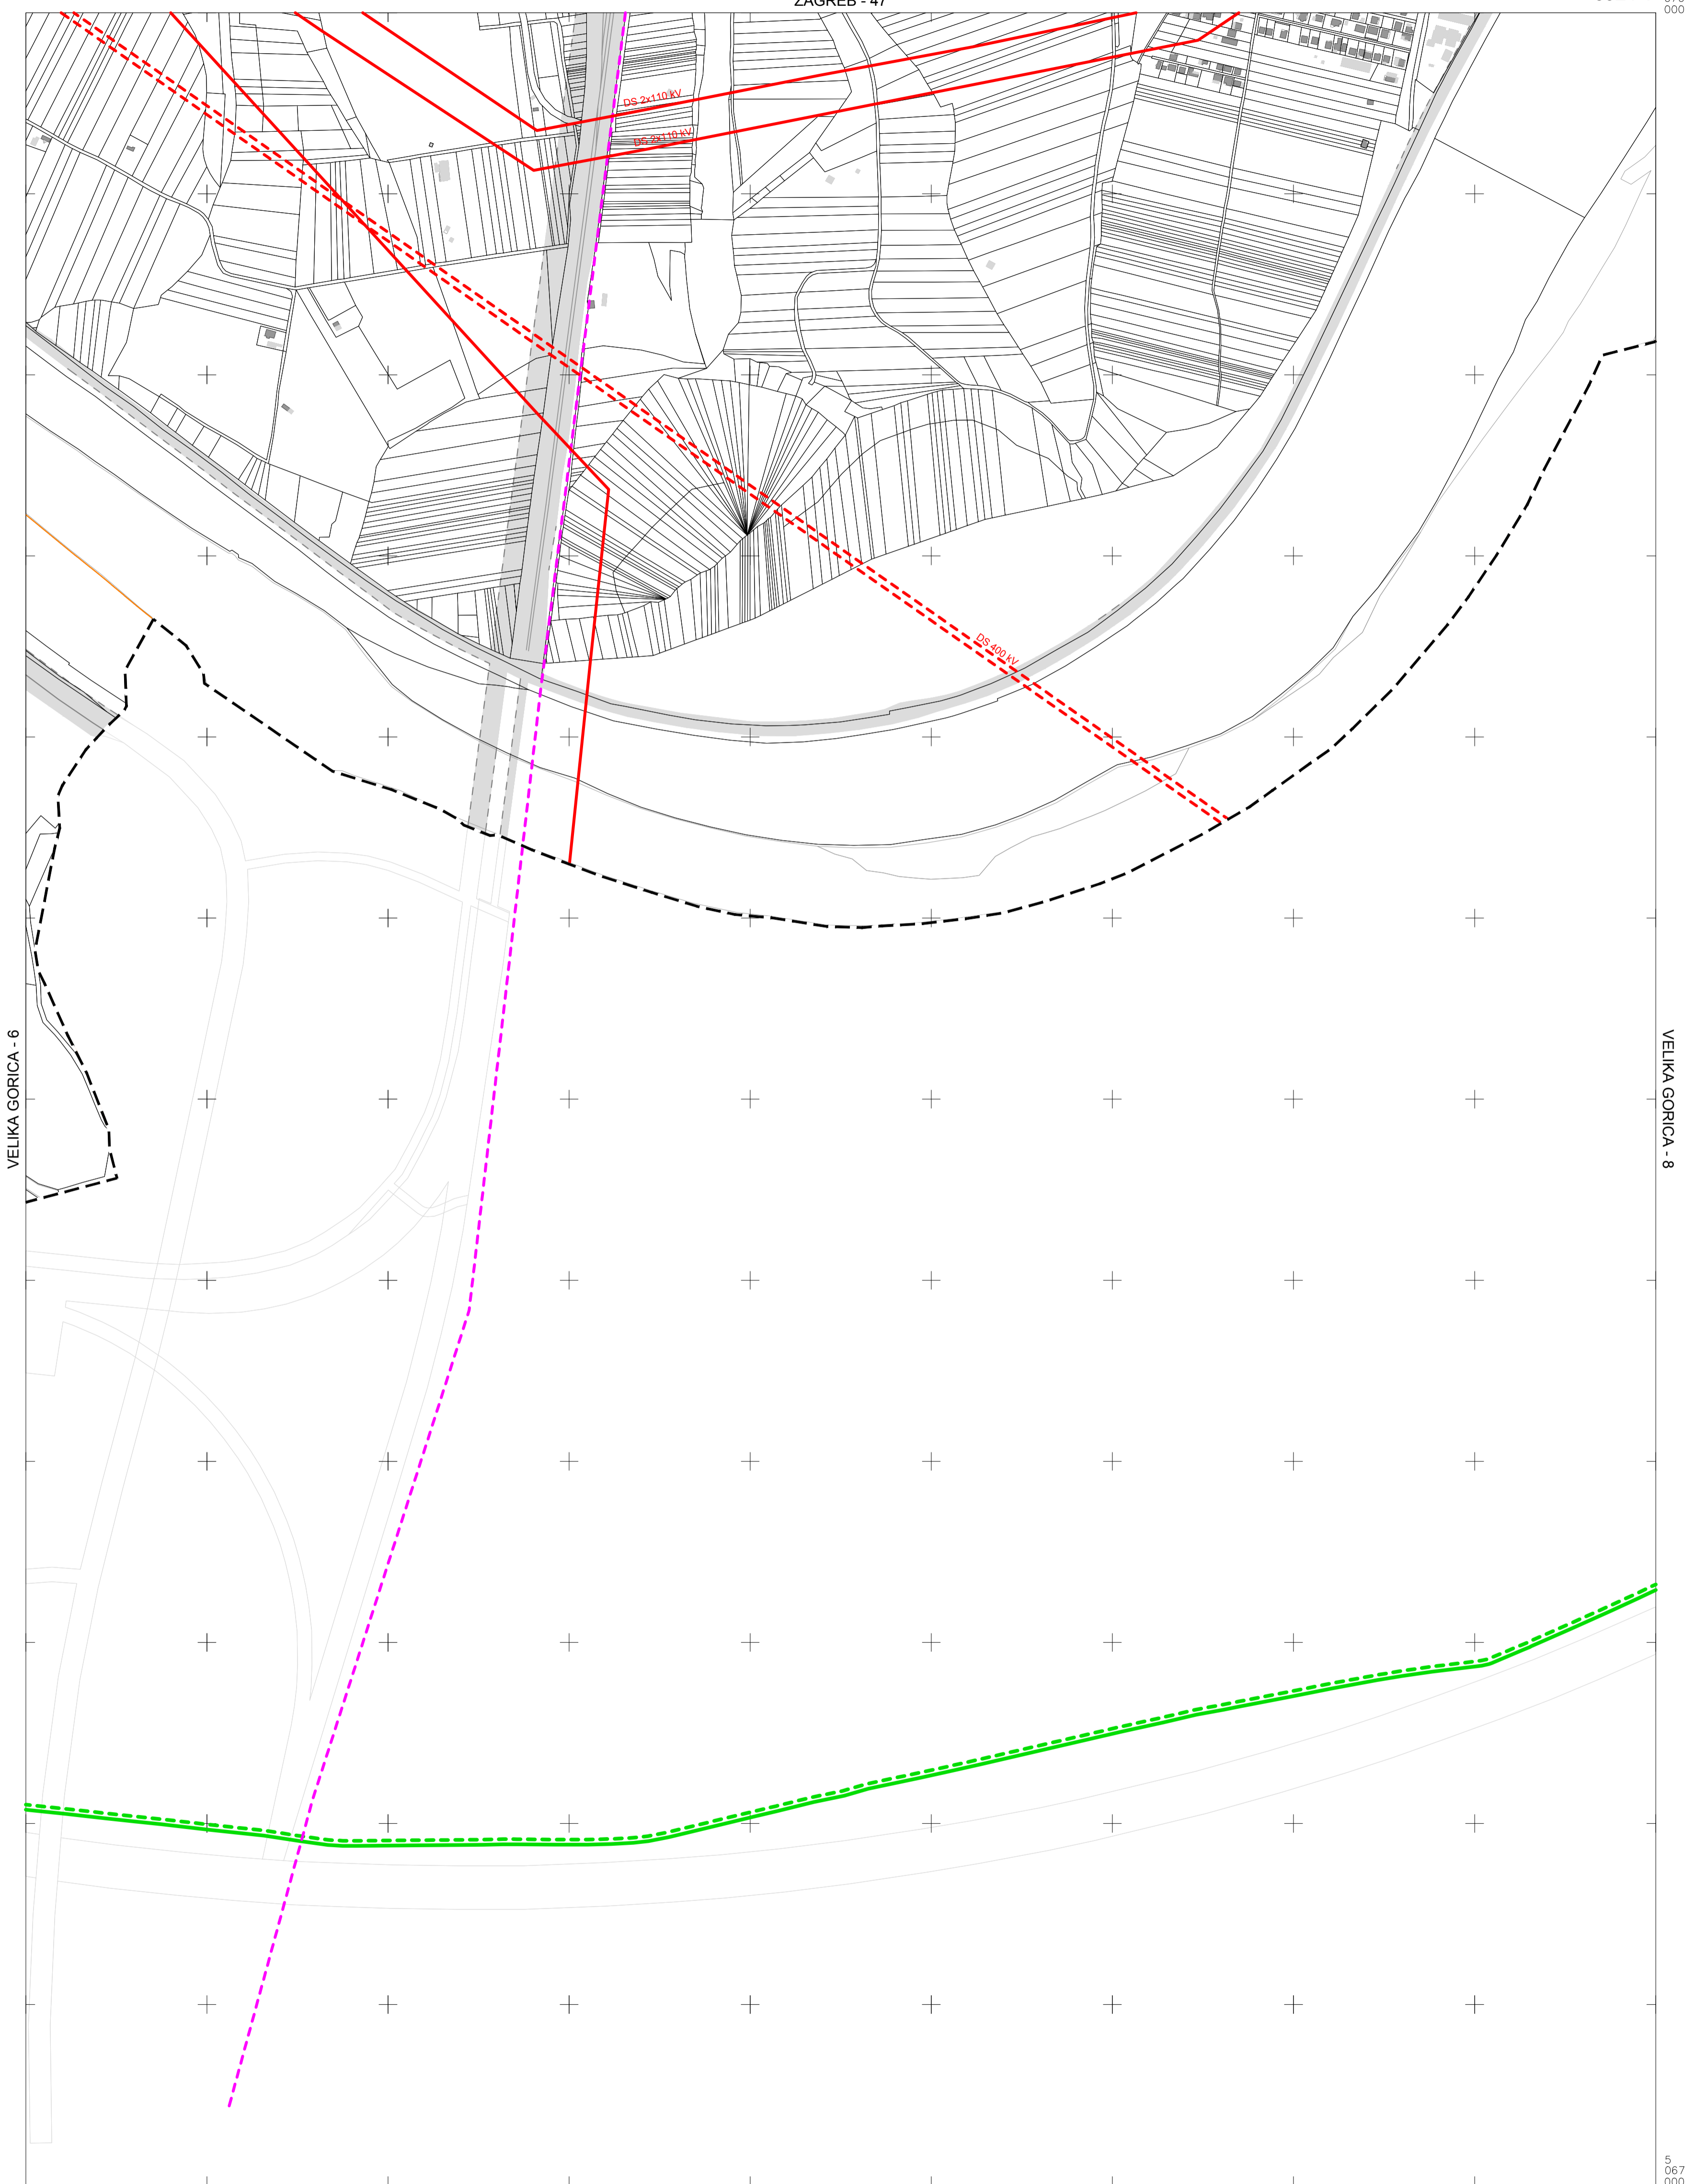 ZAGREB - 47
000
DS 2x110 kV
DS 2x110 kV
DS 400 kV
VELIKA GORICA - 6
VELIKA GORICA - 8
5
067
000